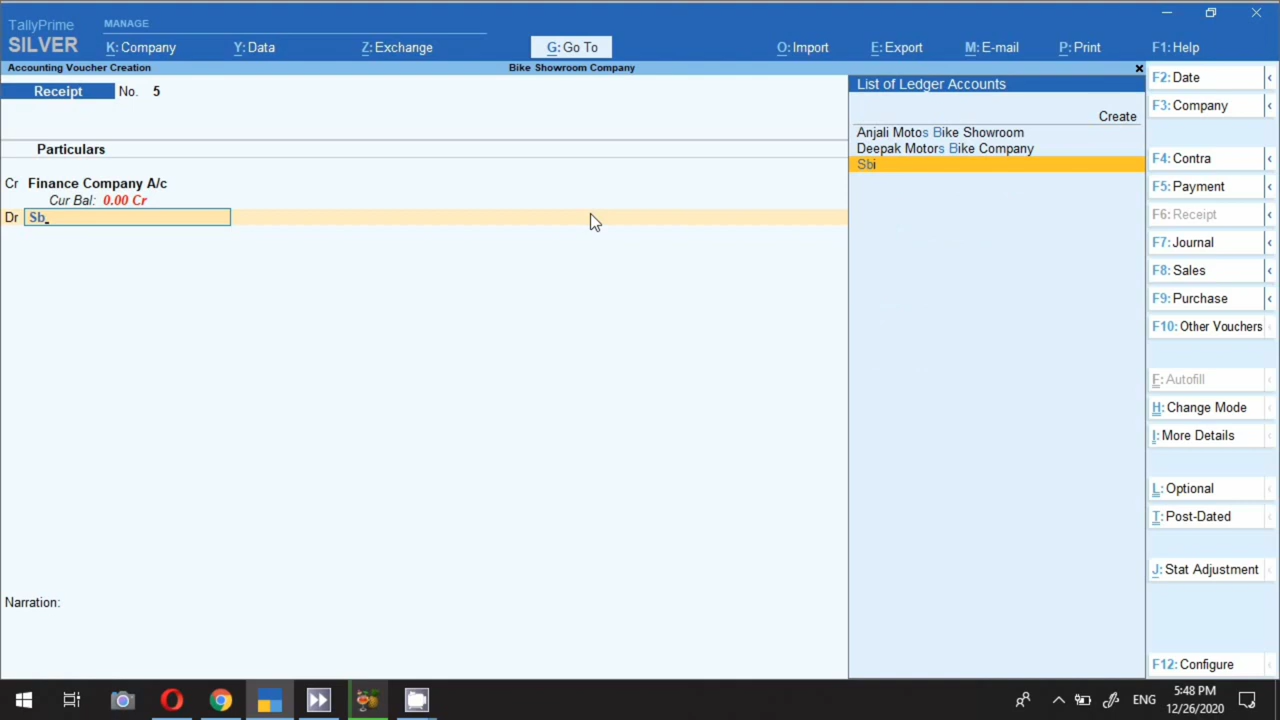 TallyPrime
SILVER
MANAGE
K: Company
Y: Data
Z: Exchange
G: Go To
O: Import
E: Export
M: E-mail
P: Print
F1: Help
Accounting Voucher Creation
Bike Showroom Company
Receipt No. 5
Particulars
Cr Finance Company A/c
Cur Bal: 0.00 Cr
Dr Sb
Narration:
List of Ledger Accounts
Create
Anjali Motos Bike Showroom
Deepak Motors Bike Company
Sbi
F2: Date
F3: Company
F4: Contra
F5: Payment
F6: Receipt
F7: Journal
F8: Sales
F9: Purchase
F10: Other Vouchers
F: Autofill
H: Change Mode
I: More Details
L: Optional
T: Post-Dated
J: Stat Adjustment
F12: Configure
ENG
5:48 PM
12/26/2020